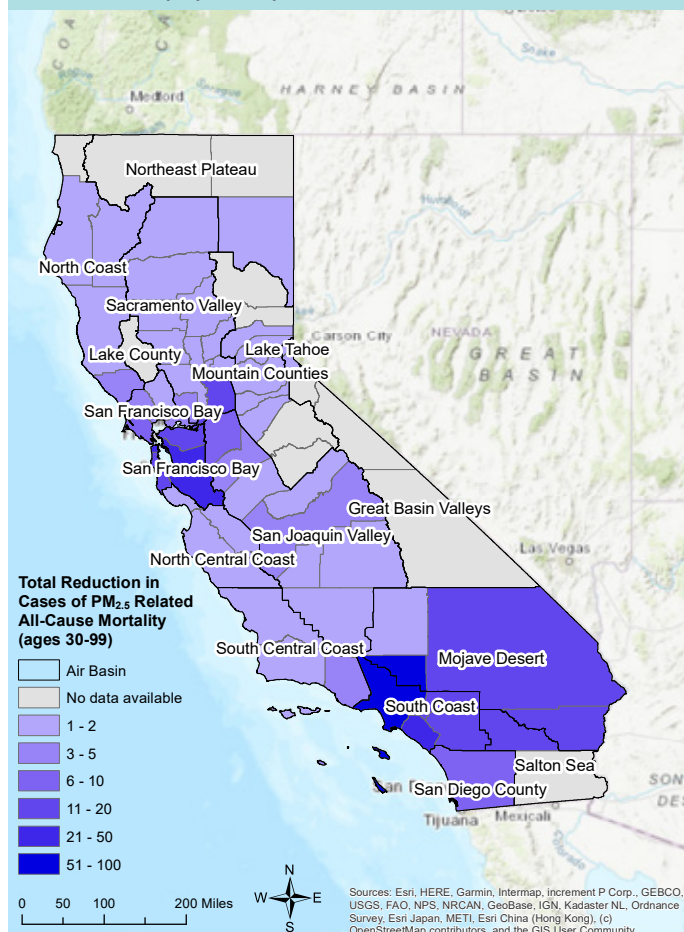 Medford
HARNEY BASIN
Snake
Sprague
Humboldt
Northeast Plateau
North Coast
Sacramento Valley
Carson City
NEVADA
Lake County
Lake Tahoe
GREAT
BASIN
Mountain Counties
San Francisco Bay
San Francisco Bay
Great Basin Valleys
San Joaquin Valley
Las Vegas
North Central Coast
Total Reduction in
Cases of PM2.5 Related
All-Cause Mortality
(ages 30-99)
Air Basin
No data available
1 - 2
3 - 5
6 - 10
11 - 20
21 - 50
51 - 100
South Central Coast
Mojave Desert
South Coast
Salton Sea
San Diego County
Tijuana
Mexicali
Colorado
N
W
E
S
0 50 100 200 Miles
Sources: Esri, HERE, Garmin, Intermap, increment P Corp., GEBCO,
USGS, FAO, NPS, NRCAN, GeoBase, IGN, Kadaster NL, Ordnance
Survey, Esri Japan, METI, Esri China (Hong Kong), (c)
OpenStreetMap contributors, and the GIS User Community